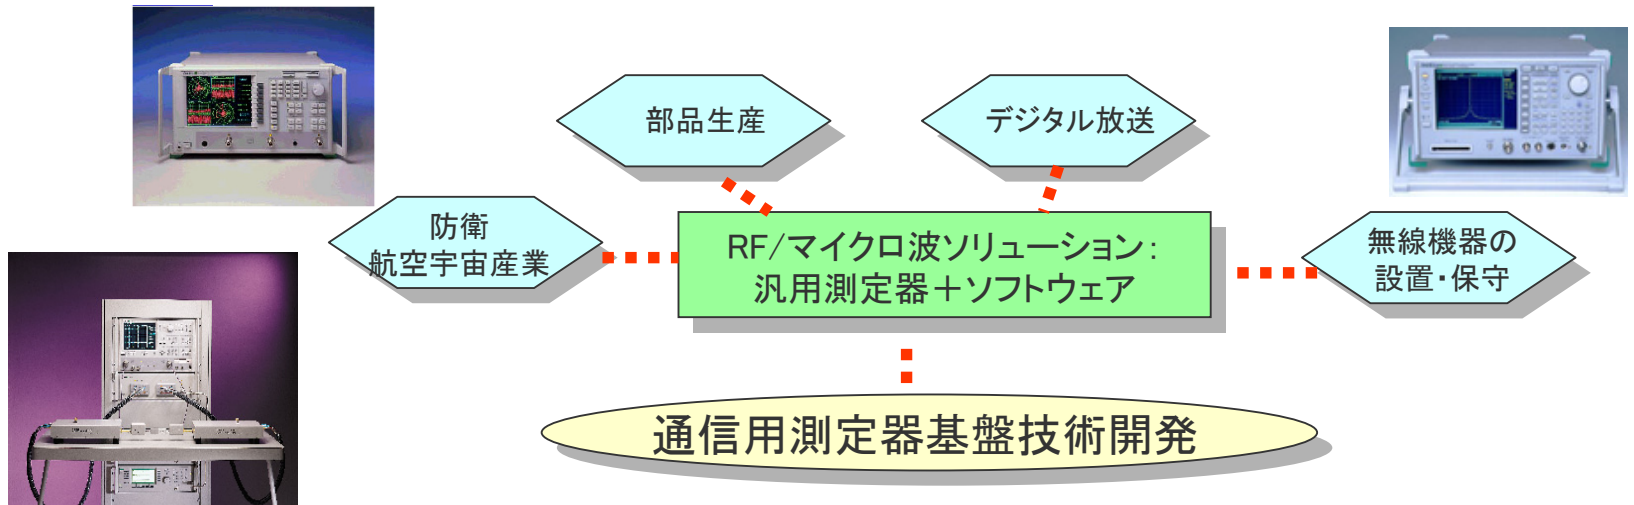 部品生産
デジタル放送
防衛
航空宇宙産業
RF/マイクロ波ソリューション：
汎用測定器＋ソフトウェア
無線機器の
設置・保守
通信用測定器基盤技術開発